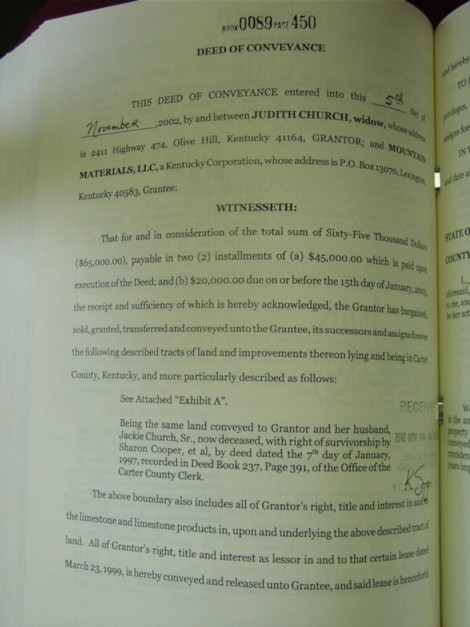 BOOK 0089 PAGE 450
DEED OF CONVEYANCE
THIS DEED OF CONVEYANCE entered into this 5th day of
November, 2002, by and between JUDITH CHURCH, widow, whose address
is 2411 Highway 474, Olive Hill, Kentucky 41164, GRANTOR; and MOUNTAIN
MATERIALS, LLC, a Kentucky Corporation, whose address is P.O. Box 13070, Lexington,
Kentucky 40583, Grantee:
WITNESSETH:
That for and in consideration of the total sum of Sixty-Five Thousand Dollars
($65,000.00), payable in two (2) installments of (a) $45,000.00 which is paid upon
execution of the Deed; and (b) $20,000.00 due on or before the 15th day of January, 2003,
the receipt and sufficiency of which is hereby acknowledged, the Grantor has bargained,
sold, granted, transferred and conveyed unto the Grantee, its successors and assigns forever
the following described tracts of land and improvements thereon lying and being in Carter
County, Kentucky, and more particularly described as follows:
See Attached "Exhibit A".
RECEIVED
Being the same land conveyed to Grantor and her husband,
Jackie Church, Sr., now deceased, with right of survivorship by
Sharon Cooper, et al, by deed dated the 7th day of January,
1997, recorded in Deed Book 237, Page 391, of the Office of the
Carter County Clerk.
The above boundary also includes all of Grantor's right, title and interest in and to
the limestone and limestone products in, upon and underlying the above described tract of
land. All of Grantor's right, title and interest as lessor in and to that certain lease dated
March 23, 1999, is hereby conveyed and released unto Grantee, and said lease is henceforth
and hereby
STATE O
COUNTY